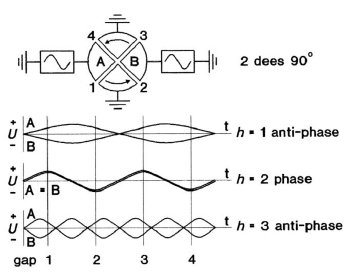 4 3
A B 2 dees 90°
1 2
+ A t
U h = 1 anti-phase
- B
+ t
U h = 2 phase
- A = B
+ A t
U h = 3 anti-phase
- B
gap 1 2 3 4